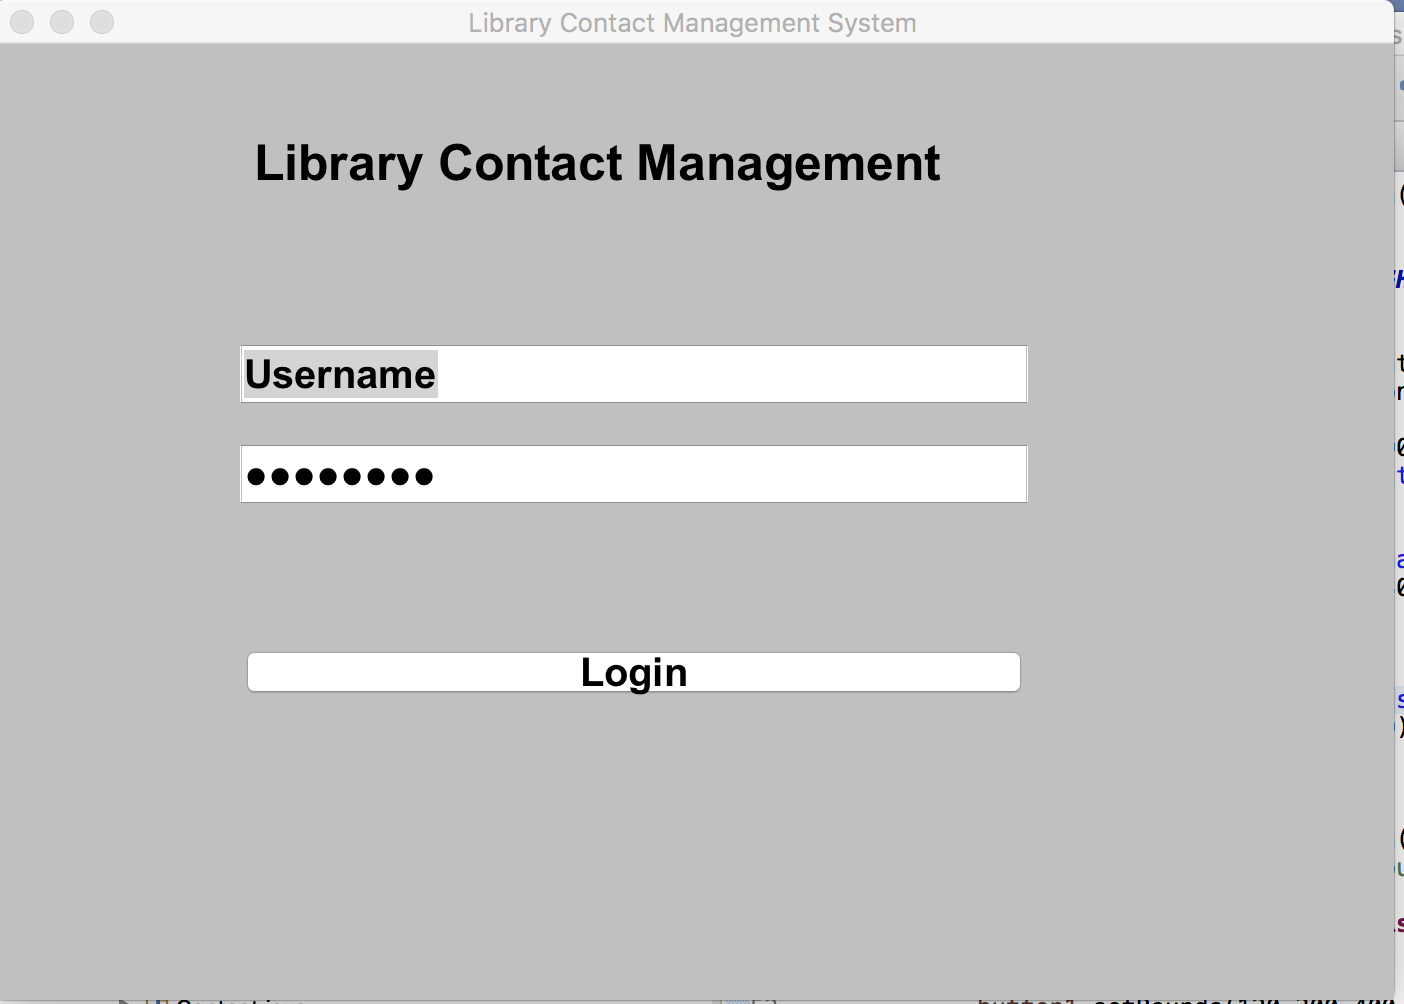 Library Contact Management System
Library Contact Management
Username
••••••••
Login